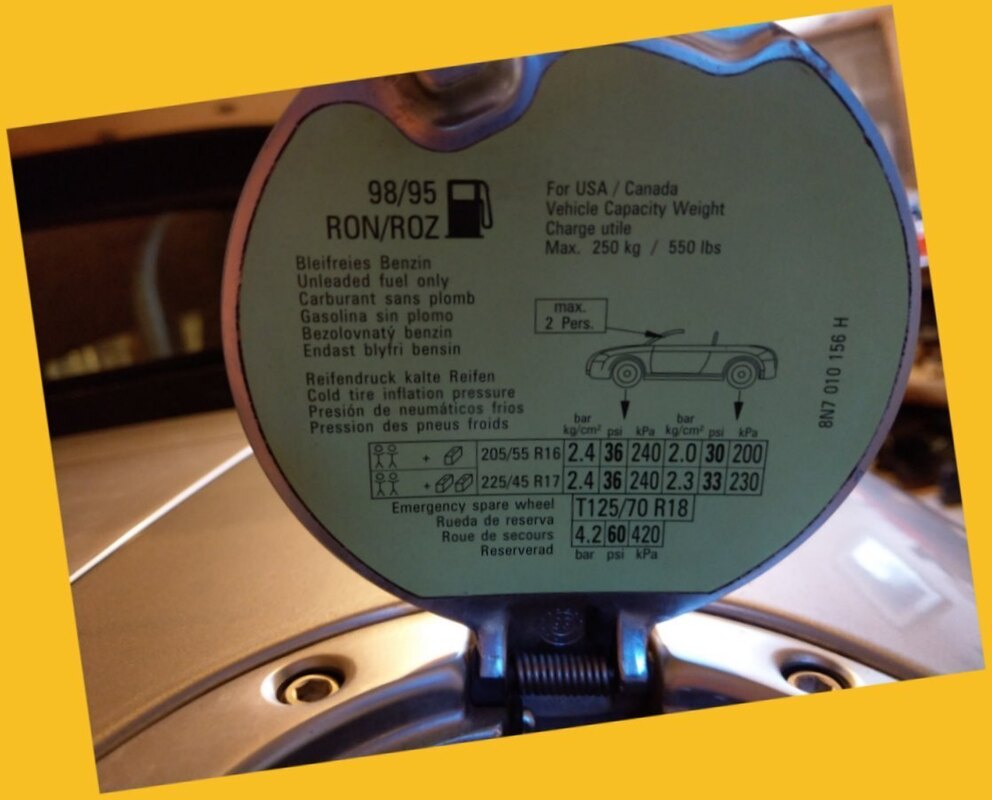 98/95
RON/ROZ
Bleifreies Benzin
Unleaded fuel only
Carburant sans plomb
Gasolina sin plomo
Bezolovnatý benzin
Endast blyfri bensin
For USA / Canada
Vehicle Capacity Weight
Charge utile
Max. 250 kg / 550 lbs
max.
2 Pers.
8N7 010 156 H
Reifendruck kalte Reifen
Cold tire inflation pressure
Presión de neumáticos frios
Pression des pneus froids
bar kg/cm² psi kPa bar kg/cm² psi kPa
+ 205/55 R16 2.4 36 240 2.0 30 200
+ 225/45 R17 2.4 36 240 2.3 33 230
Emergency spare wheel
Rueda de reserva
Roue de secours
Reserverad
T125/70 R18
4.2 60 420
bar psi kPa